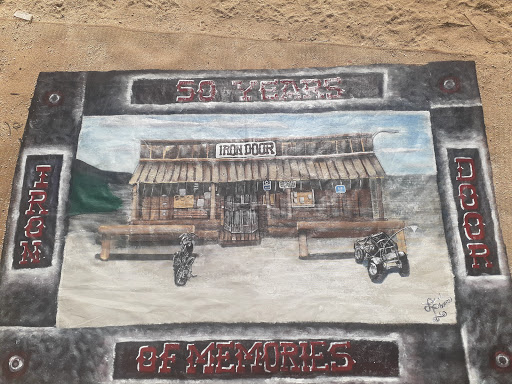 50 YEARS
IRON DOOR
IRON
DOOR
OF MEMORIES